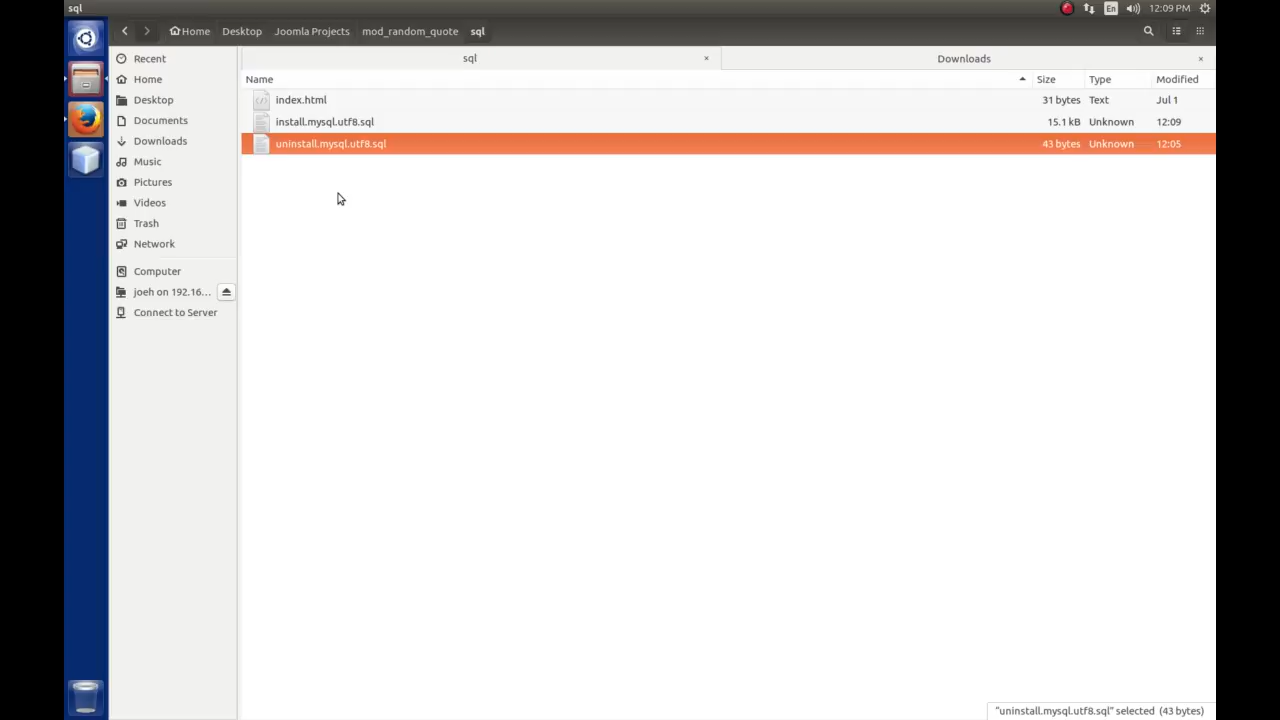 sql
En
12:09 PM
Home Desktop Joomla Projects mod_random_quote sql
Recent
Home
Desktop
Documents
Downloads
Music
Pictures
Videos
Trash
Network
Computer
joeh on 192.16...
Connect to Server
sql × Downloads ×
Name Size Type Modified
index.html 31 bytes Text Jul 1
install.mysql.utf8.sql 15.1 kB Unknown 12:09
uninstall.mysql.utf8.sql 43 bytes Unknown 12:05
"uninstall.mysql.utf8.sql" selected (43 bytes)